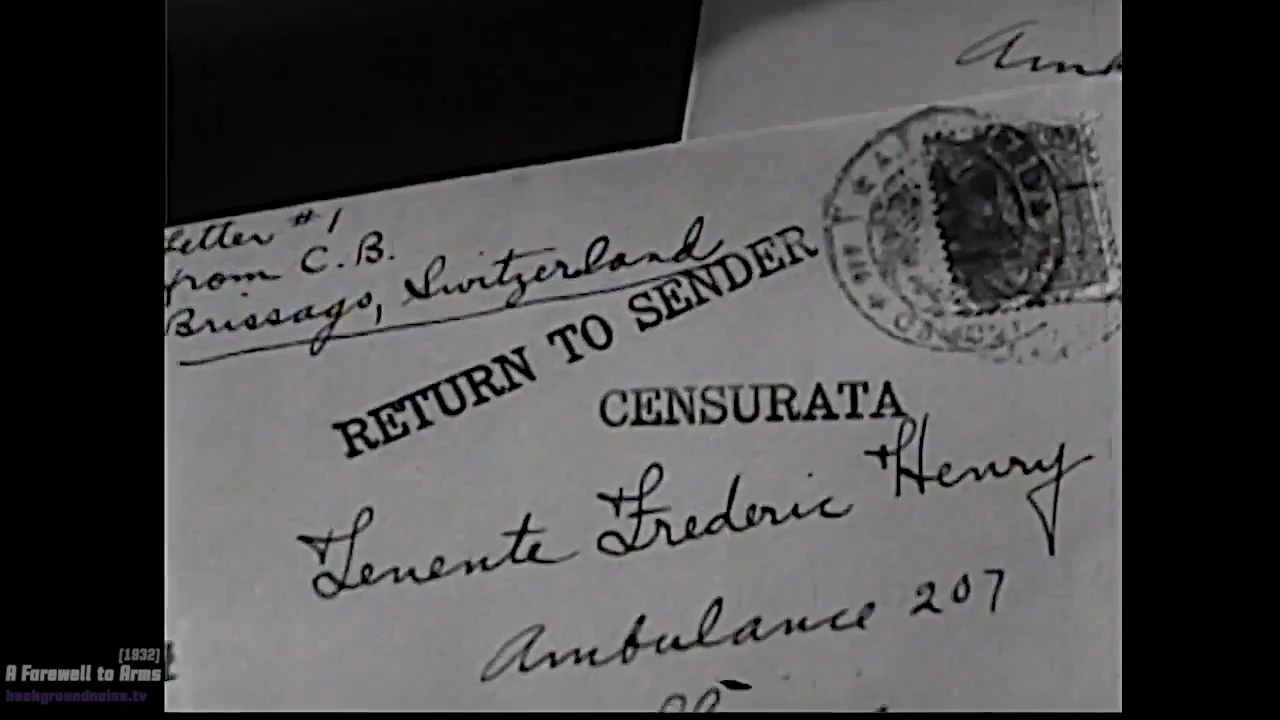 Letter #1
from C.B.
Brissago, Switzerland
RETURN TO SENDER
CENSURATA
Tenente Frederic Henry
Ambulance 207
(1932)
A Farewell to Arms
backgroundnoise.tv